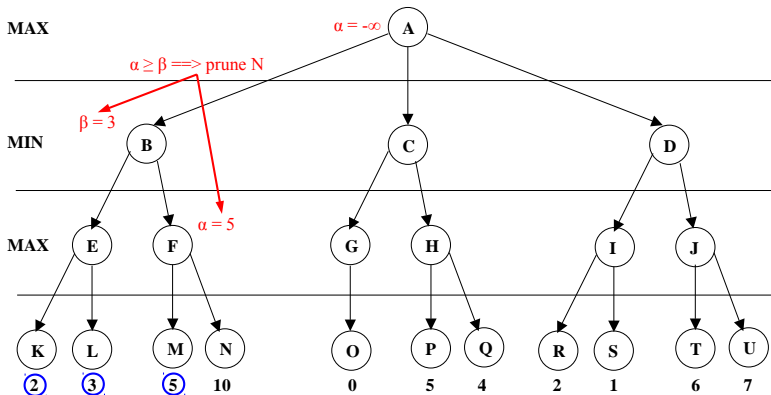 MAX α = -∞ A
α ≥ β ==> prune N
β = 3
MIN B C D
α = 5
MAX E F G H I J
K L M N O P Q R S T U
2 3 5 10 0 5 4 2 1 6 7